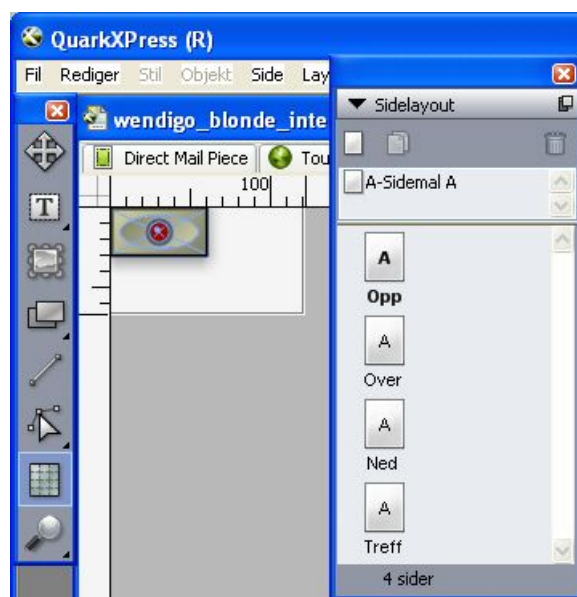 QuarkXPress (R)
Fil Rediger Stil Objekt Side Lay
wendigo_blonde_inte
Direct Mail Piece Tou
100
T
Sidelayout
A-Sidemal A
A
Opp
A
Over
A
Ned
A
Treff
4 sider